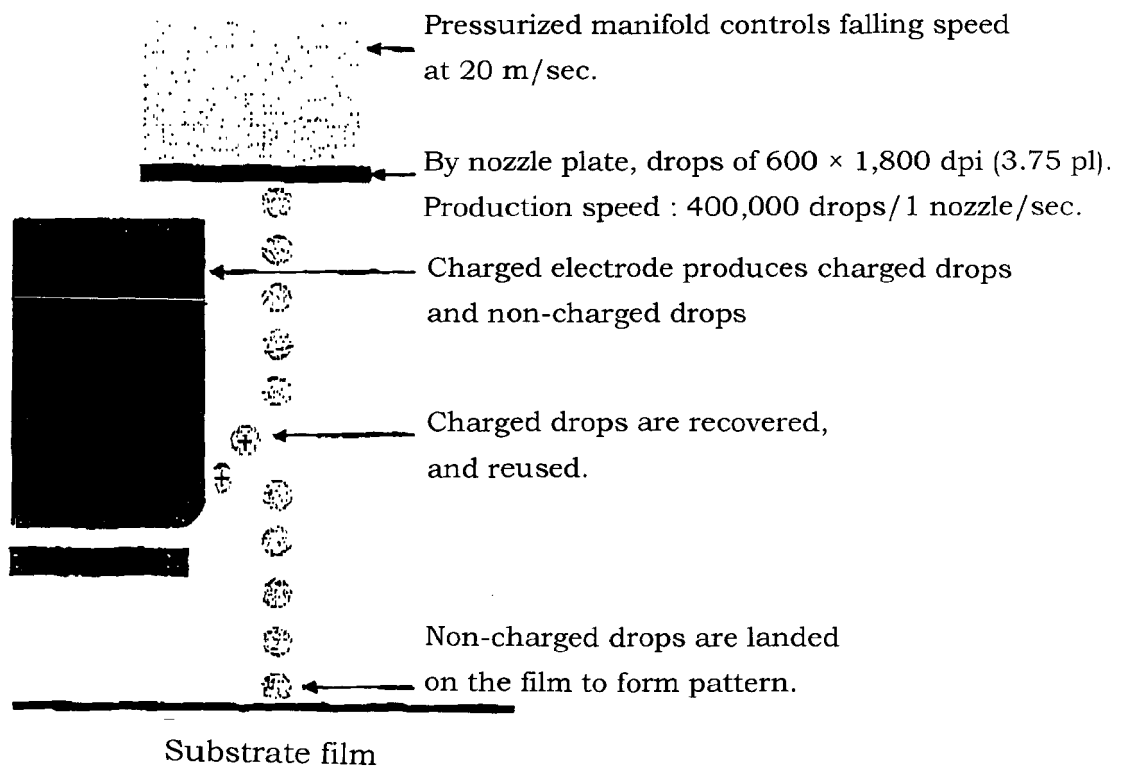 Pressurized manifold controls falling speed
at 20 m/sec.
By nozzle plate, drops of 600 × 1,800 dpi (3.75 pl).
Production speed : 400,000 drops/1 nozzle/sec.
Charged electrode produces charged drops
and non-charged drops
Charged drops are recovered,
and reused.
+
+
Non-charged drops are landed
on the film to form pattern.
Substrate film